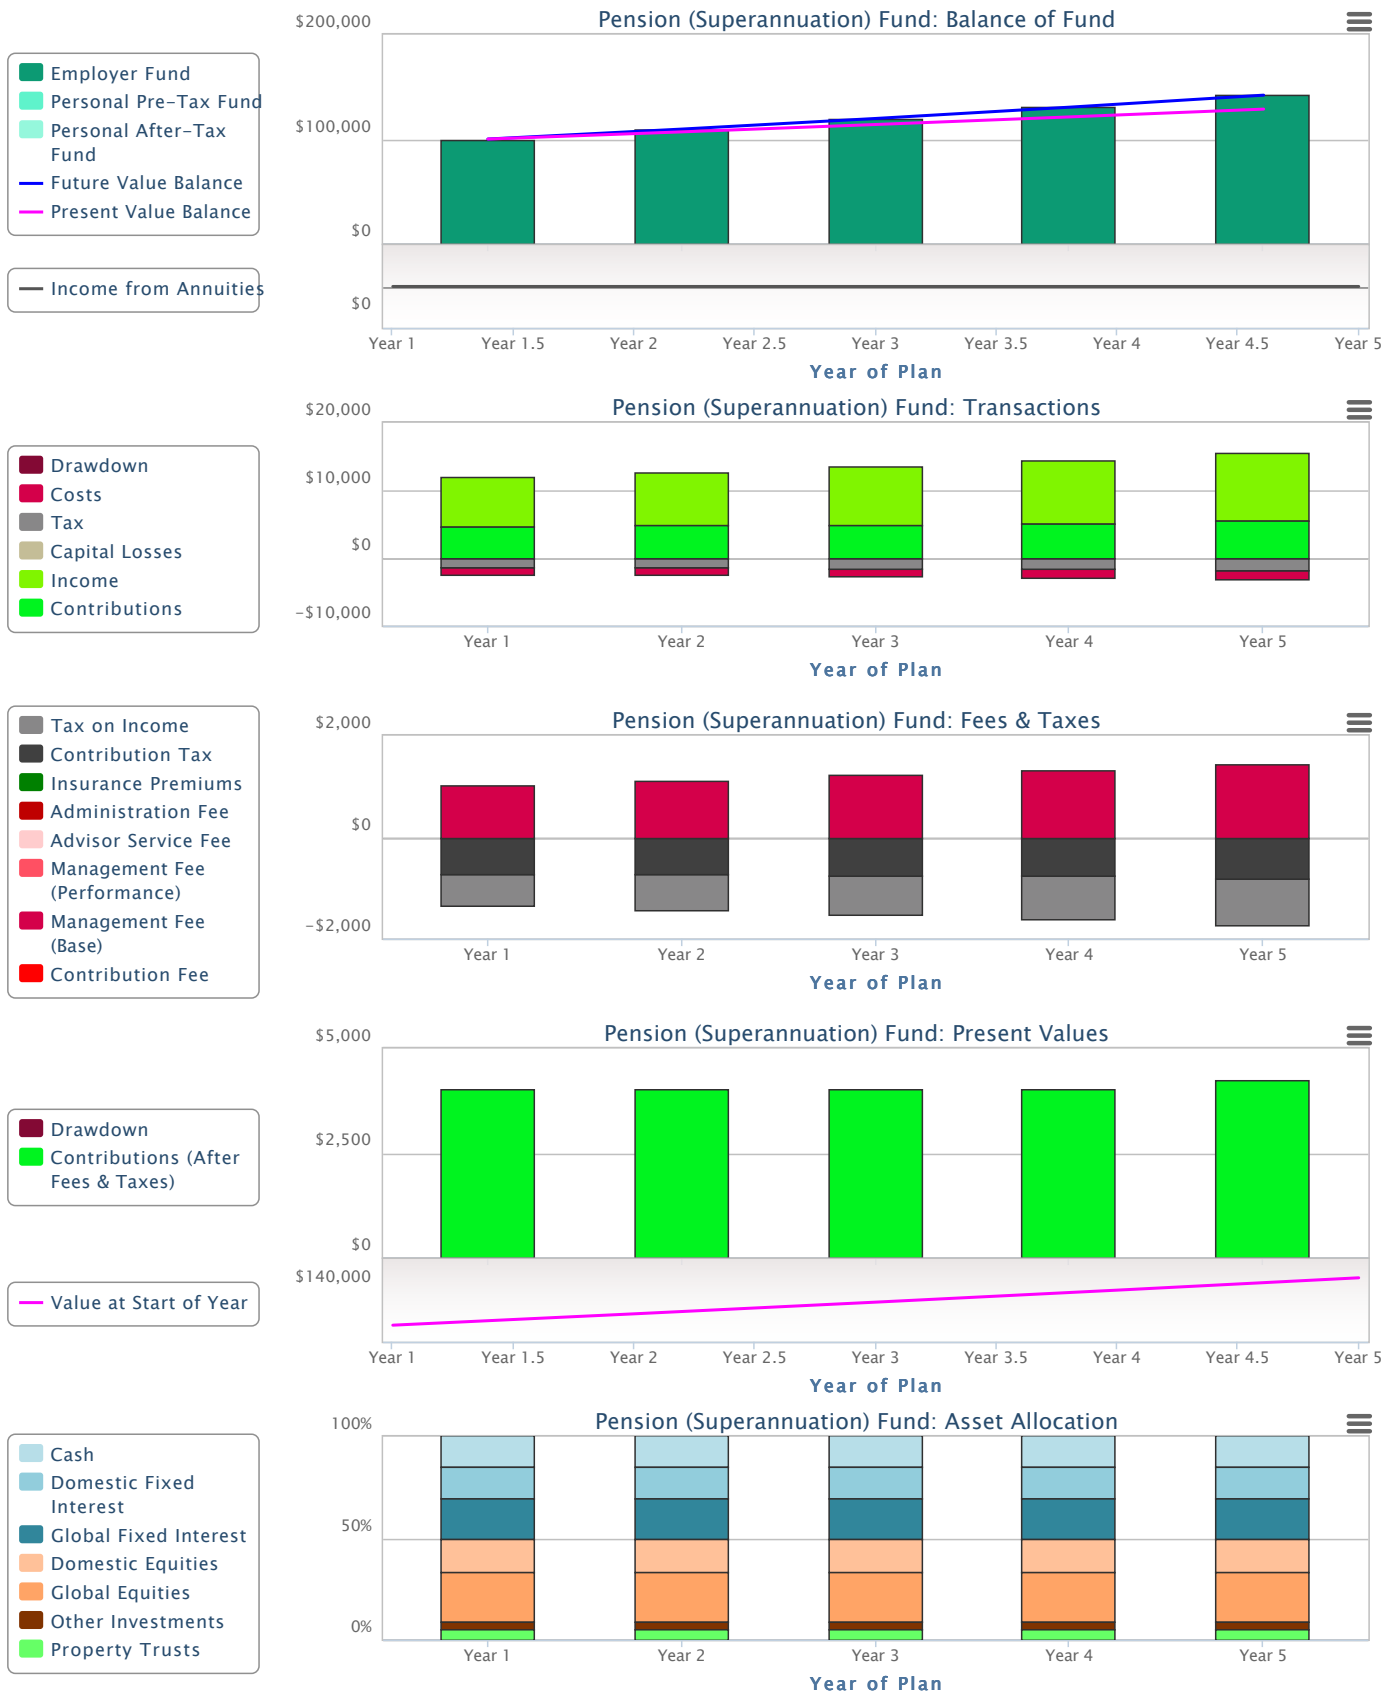 Pension (Superannuation) Fund: Balance of Fund
Employer Fund
Personal Pre-Tax Fund
Personal After-Tax
Fund
Future Value Balance
Present Value Balance
Income from Annuities
$200,000
$100,000
$0
$0
Year 1 Year 1.5 Year 2 Year 2.5 Year 3 Year 3.5 Year 4 Year 4.5 Year 5
Year of Plan
Pension (Superannuation) Fund: Transactions
Drawdown
Costs
Tax
Capital Losses
Income
Contributions
$20,000
$10,000
$0
-$10,000
Year 1 Year 2 Year 3 Year 4 Year 5
Year of Plan
Pension (Superannuation) Fund: Fees & Taxes
Tax on Income
Contribution Tax
Insurance Premiums
Administration Fee
Advisor Service Fee
Management Fee
(Performance)
Management Fee
(Base)
Contribution Fee
$2,000
$0
-$2,000
Year 1 Year 2 Year 3 Year 4 Year 5
Year of Plan
Pension (Superannuation) Fund: Present Values
Drawdown
Contributions (After
Fees & Taxes)
Value at Start of Year
$5,000
$2,500
$0
$140,000
Year 1 Year 1.5 Year 2 Year 2.5 Year 3 Year 3.5 Year 4 Year 4.5 Year 5
Year of Plan
Pension (Superannuation) Fund: Asset Allocation
Cash
Domestic Fixed
Interest
Global Fixed Interest
Domestic Equities
Global Equities
Other Investments
Property Trusts
100%
50%
0%
Year 1 Year 2 Year 3 Year 4 Year 5
Year of Plan